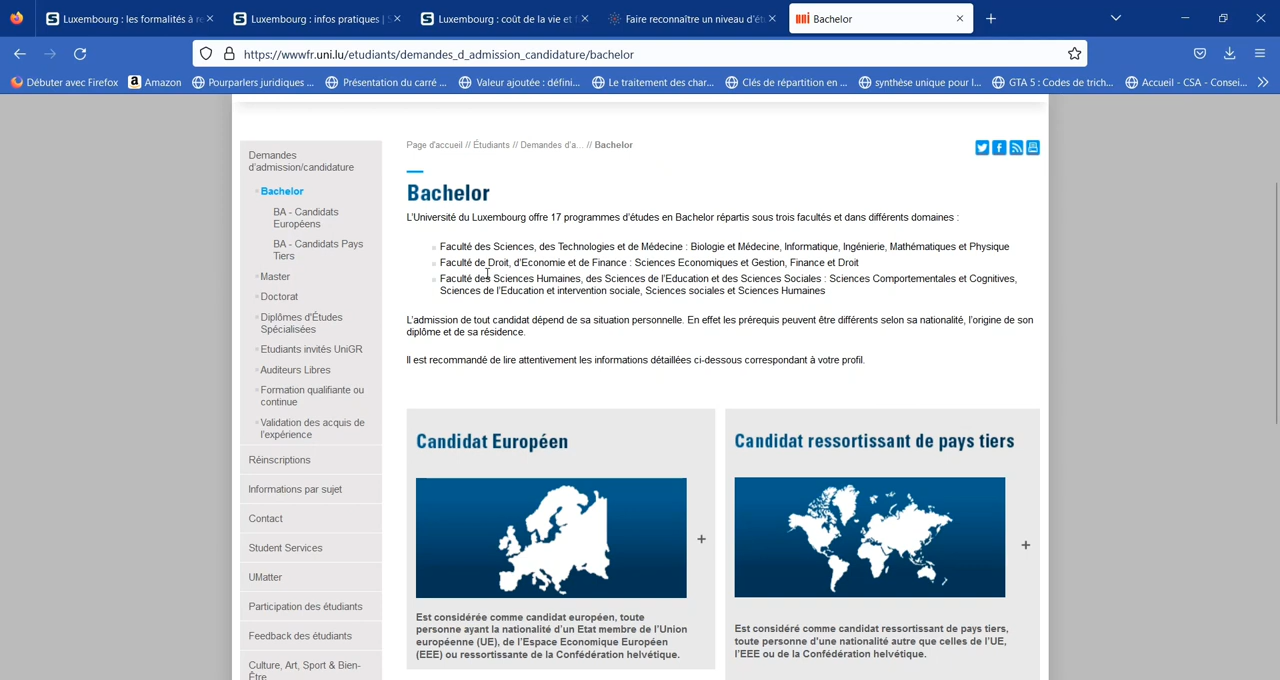 Luxembourg : les formalités à re
Luxembourg : infos pratiques | S
Luxembourg : coût de la vie et
Faire reconnaître un niveau d'ét
Bachelor
https://wwwfr.uni.lu/etudiants/demandes_d_admission_candidature/bachelor
Débuter avec Firefox
Amazon
Pourparlers juridiques ...
Présentation du carré ...
Valeur ajoutée : défini...
Le traitement des char...
Clés de répartition en ...
synthèse unique pour l...
GTA 5 : Codes de trich...
Accueil - CSA - Consei...
Page d'accueil // Étudiants // Demandes d'a... // Bachelor
Demandes
d'admission/candidature
Bachelor
BA - Candidats
Européens
BA - Candidats Pays
Tiers
Master
Doctorat
Diplômes d'Études
Spécialisées
Etudiants invités UniGR
Auditeurs Libres
Formation qualifiante ou
continue
Validation des acquis de
l'expérience
Réinscriptions
Informations par sujet
Contact
Student Services
UMatter
Participation des étudiants
Feedback des étudiants
Culture, Art, Sport & Bien-
Être
Bachelor
L'Université du Luxembourg offre 17 programmes d'études en Bachelor répartis sous trois facultés et dans différents domaines :
Faculté des Sciences, des Technologies et de Médecine : Biologie et Médecine, Informatique, Ingénierie, Mathématiques et Physique
Faculté de Droit, d'Economie et de Finance : Sciences Economiques et Gestion, Finance et Droit
Faculté des Sciences Humaines, des Sciences de l'Education et des Sciences Sociales : Sciences Comportementales et Cognitives,
Sciences de l'Education et intervention sociale, Sciences sociales et Sciences Humaines
L'admission de tout candidat dépend de sa situation personnelle. En effet les prérequis peuvent être différents selon sa nationalité, l'origine de son
diplôme et de sa résidence.
Il est recommandé de lire attentivement les informations détaillées ci-dessous correspondant à votre profil.
Candidat Européen
+
Est considérée comme candidat européen, toute
personne ayant la nationalité d'un Etat membre de l'Union
européenne (UE), de l'Espace Economique Européen
(EEE) ou ressortissante de la Confédération helvétique.
Candidat ressortissant de pays tiers
+
Est considéré comme candidat ressortissant de pays tiers,
toute personne d'une nationalité autre que celles de l'UE,
l'EEE ou de la Confédération helvétique.